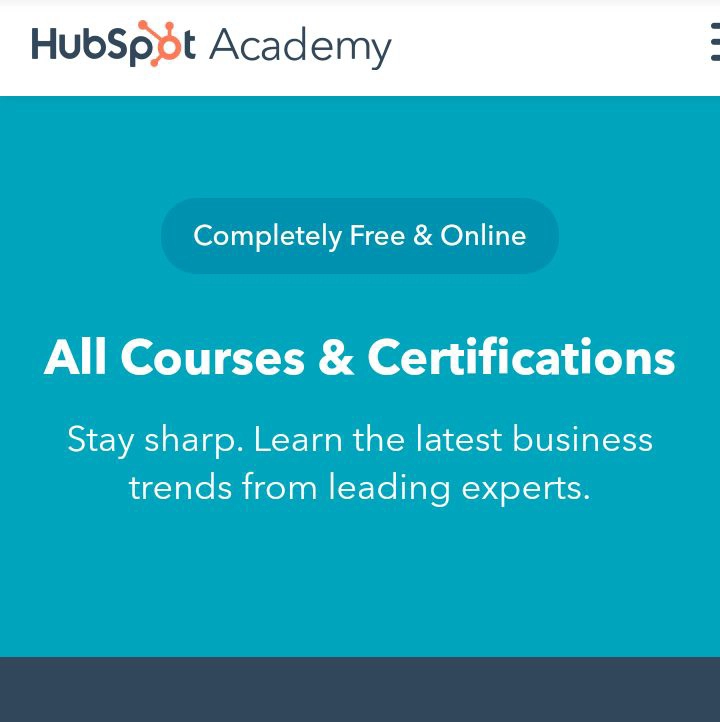 HubSpot Academy
Completely Free & Online
All Courses & Certifications
Stay sharp. Learn the latest business
trends from leading experts.